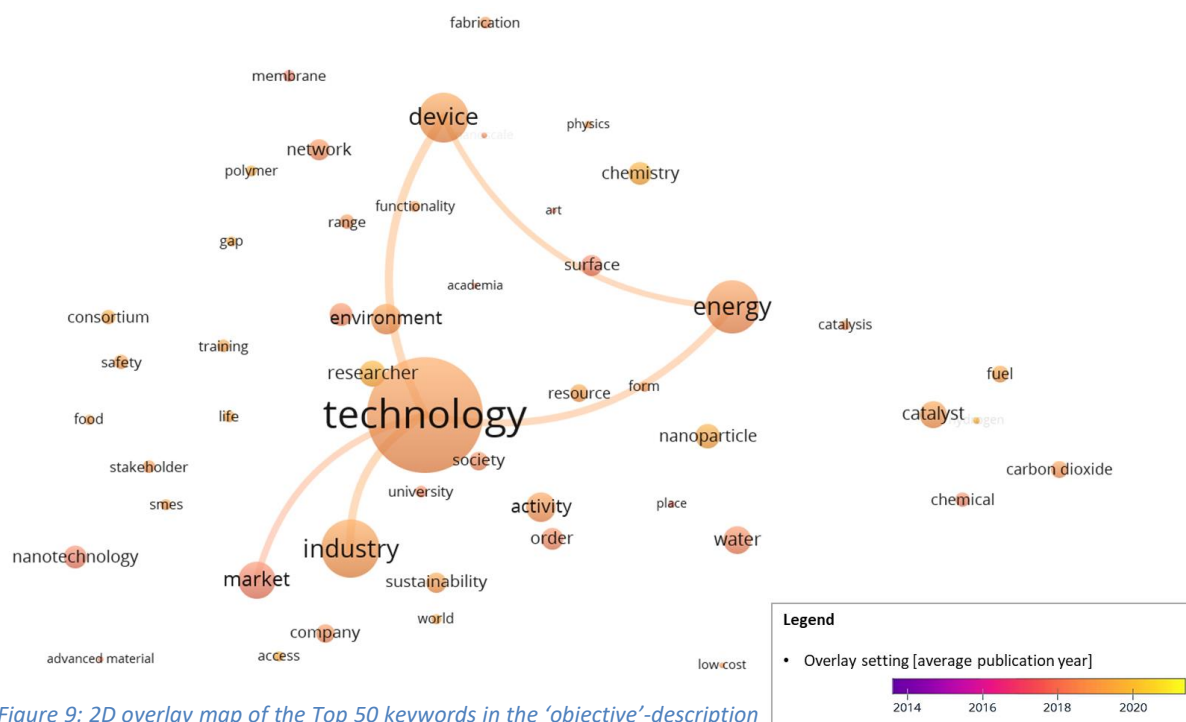 fabrication
membrane
device
nanoscale
physics
network
polymer
chemistry
functionality
art
range
gap
surface
academia
energy
consortium
environment
catalysis
training
safety
researcher
fuel
resource
form
technology
catalyst
hydrogen
food
life
nanoparticle
society
stakeholder
carbon dioxide
university
chemical
smes
activity
place
order
water
industry
nanotechnology
market
sustainability
world
company
access
advanced material
low cost
Legend
• Overlay setting [average publication year]
2014 2016 2018 2020
Figure 9: 2D overlay map of the Top 50 keywords in the ‘objective’-description